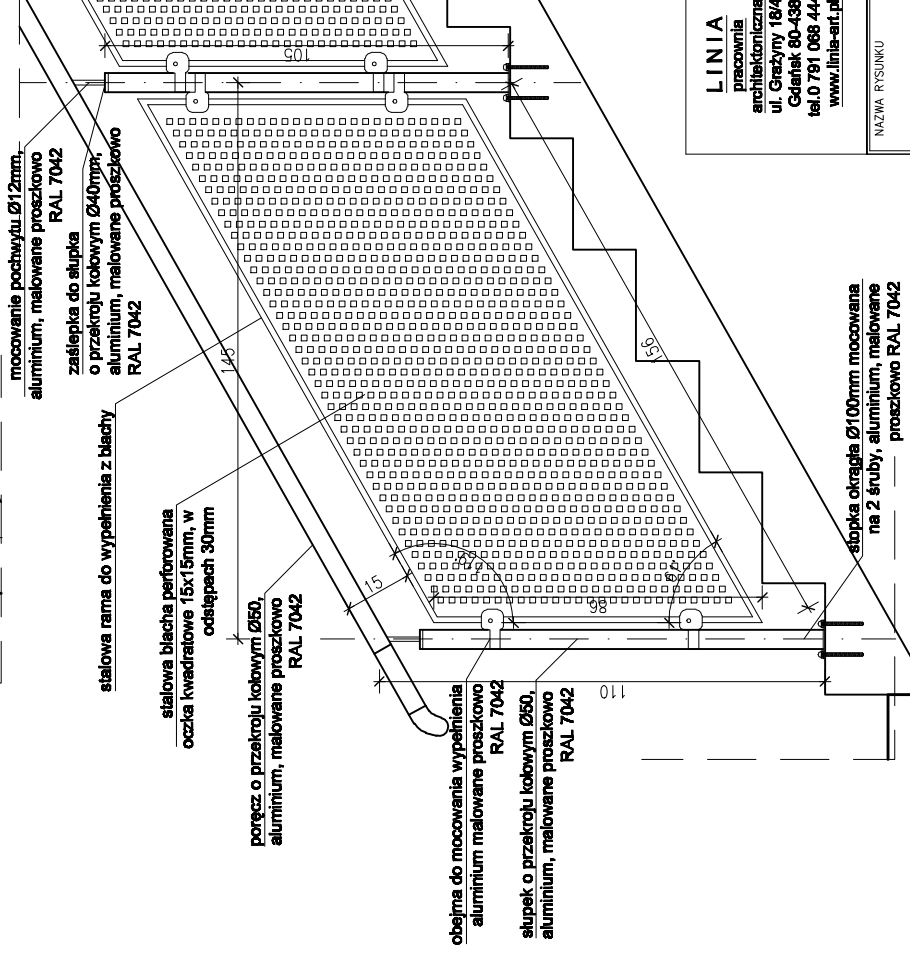 mocowanie pochwytu Ø12mm,
aluminium, malowane proszkowo
RAL 7042
zaślepka do słupka
o przekroju kołowym Ø40mm,
aluminium, malowane proszkowo
RAL 7042
stalowa rama do wypełnienia z blachy
stalowa blacha perforowana
oczka kwadratowe 15x15mm, w
odstępach 30mm
poręcz o przekroju kołowym Ø50,
aluminium, malowane proszkowo
RAL 7042
obejma do mocowania wypełnienia
aluminium malowane proszkowo
RAL 7042
słupek o przekroju kołowym Ø50,
aluminium, malowane proszkowo
RAL 7042
stopka okrągła Ø100mm mocowana
na 2 śruby, aluminium, malowane
proszkowo RAL 7042
105
145
156
15
110
LINIA
pracownia
architektoniczna
ul. Grażyny 18/4
Gdańsk 80-438
tel.0 791 068 444
www.linia-art.pl
NAZWA RYSUNKU